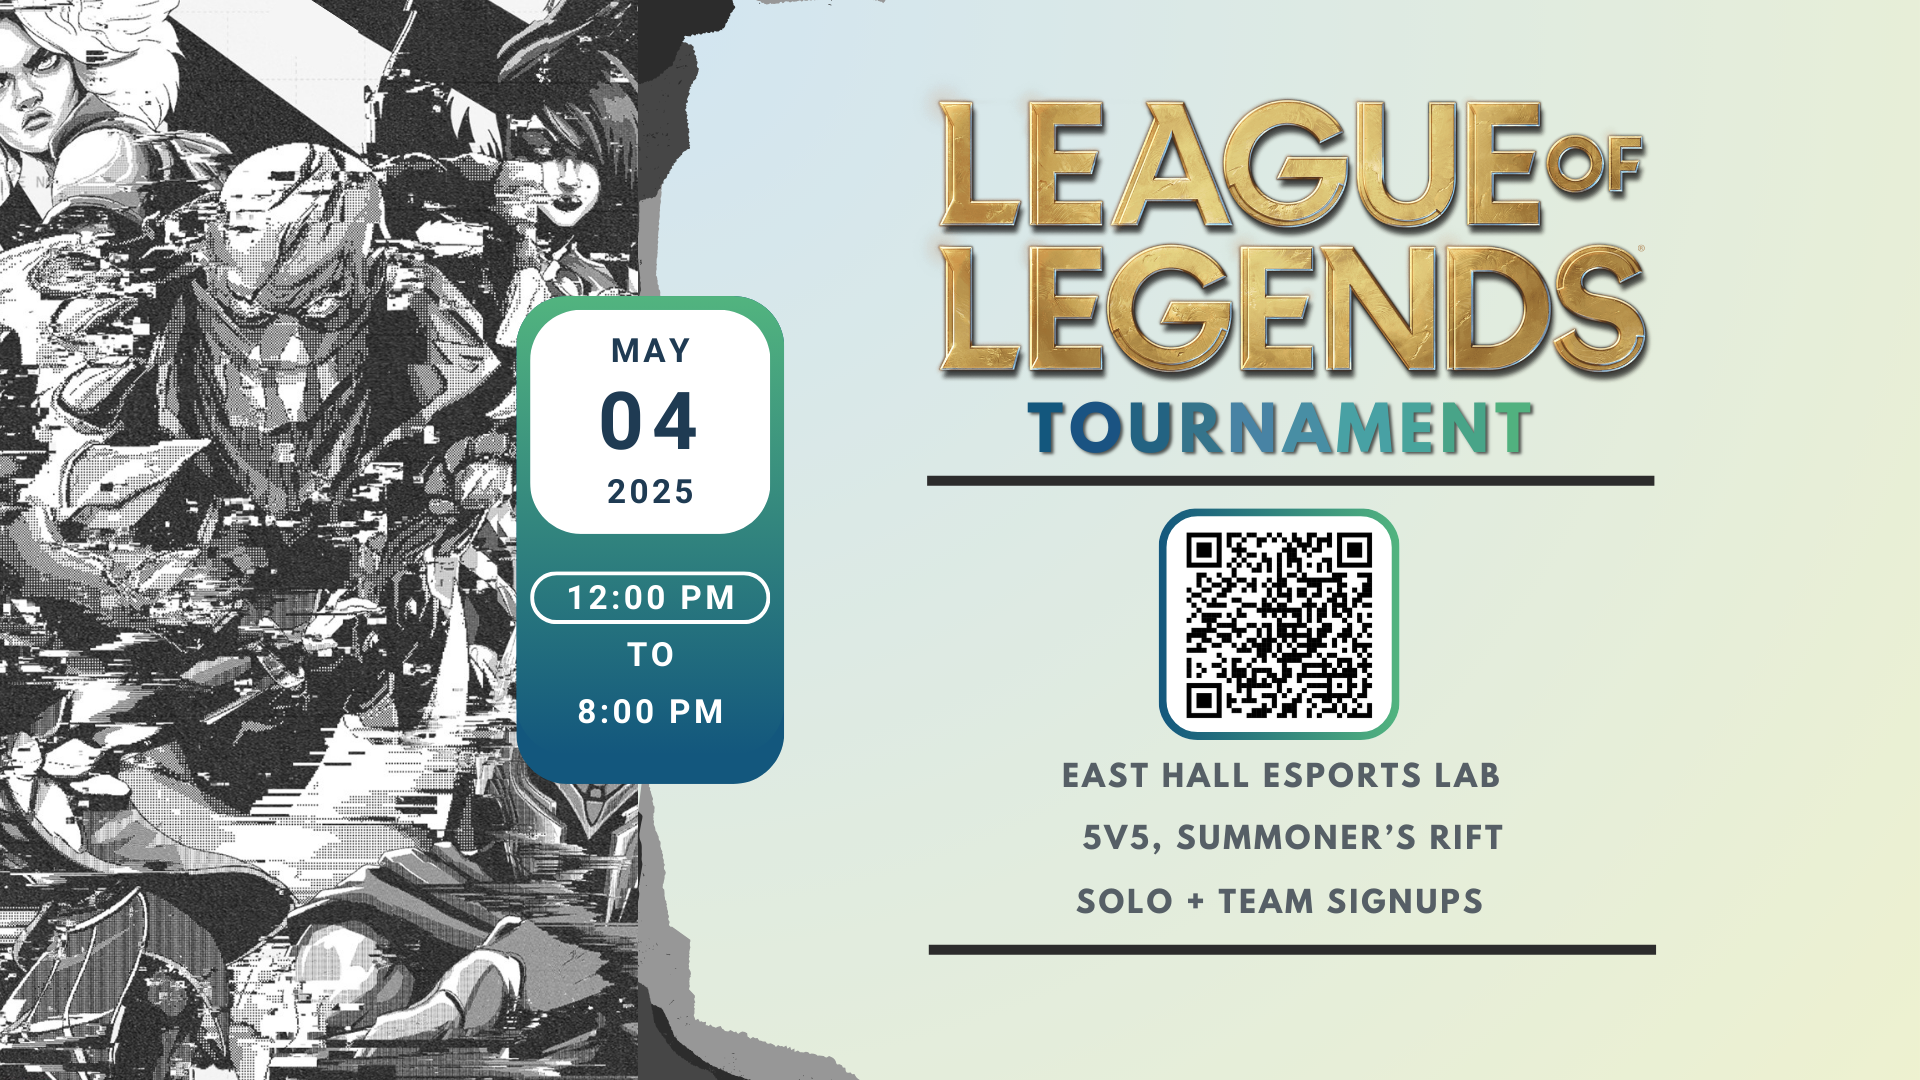 LEAGUE OF
LEGENDS
TOURNAMENT
MAY
04
2025
12:00 PM
TO
8:00 PM
EAST HALL ESPORTS LAB
5V5, SUMMONER’S RIFT
SOLO + TEAM SIGNUPS